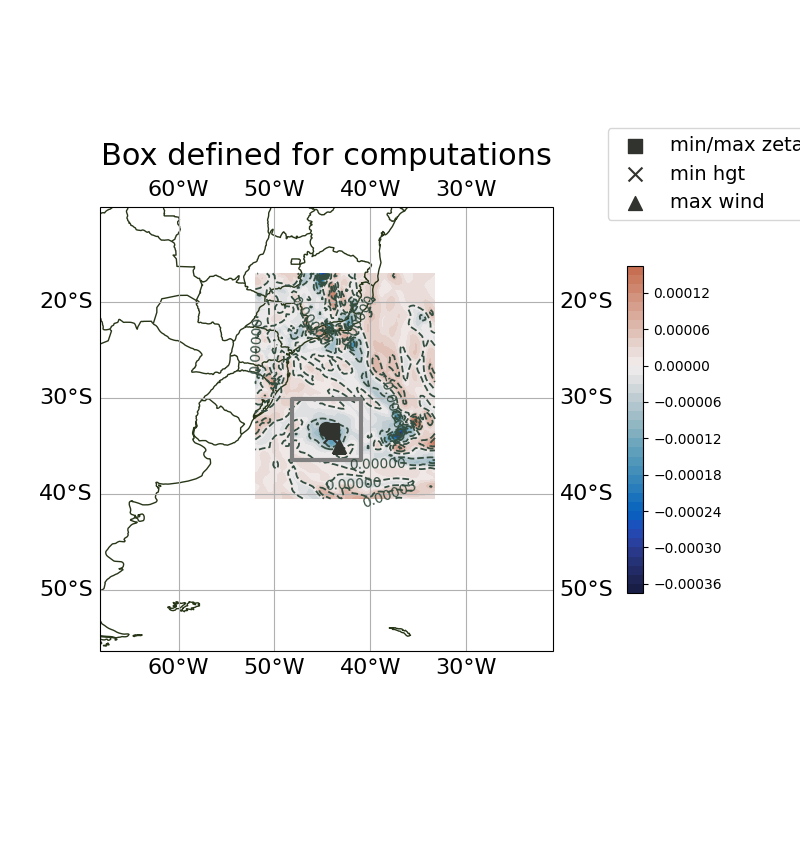 Box defined for computations
min/max zeta
min hgt
max wind
60°W 50°W 40°W 30°W
20°S 20°S
30°S 30°S
40°S 40°S
50°S 50°S
60°W 50°W 40°W 30°W
0.00000
0.00000
0.00012
0.00006
0.00000
−0.00006
−0.00012
−0.00018
−0.00024
−0.00030
−0.00036